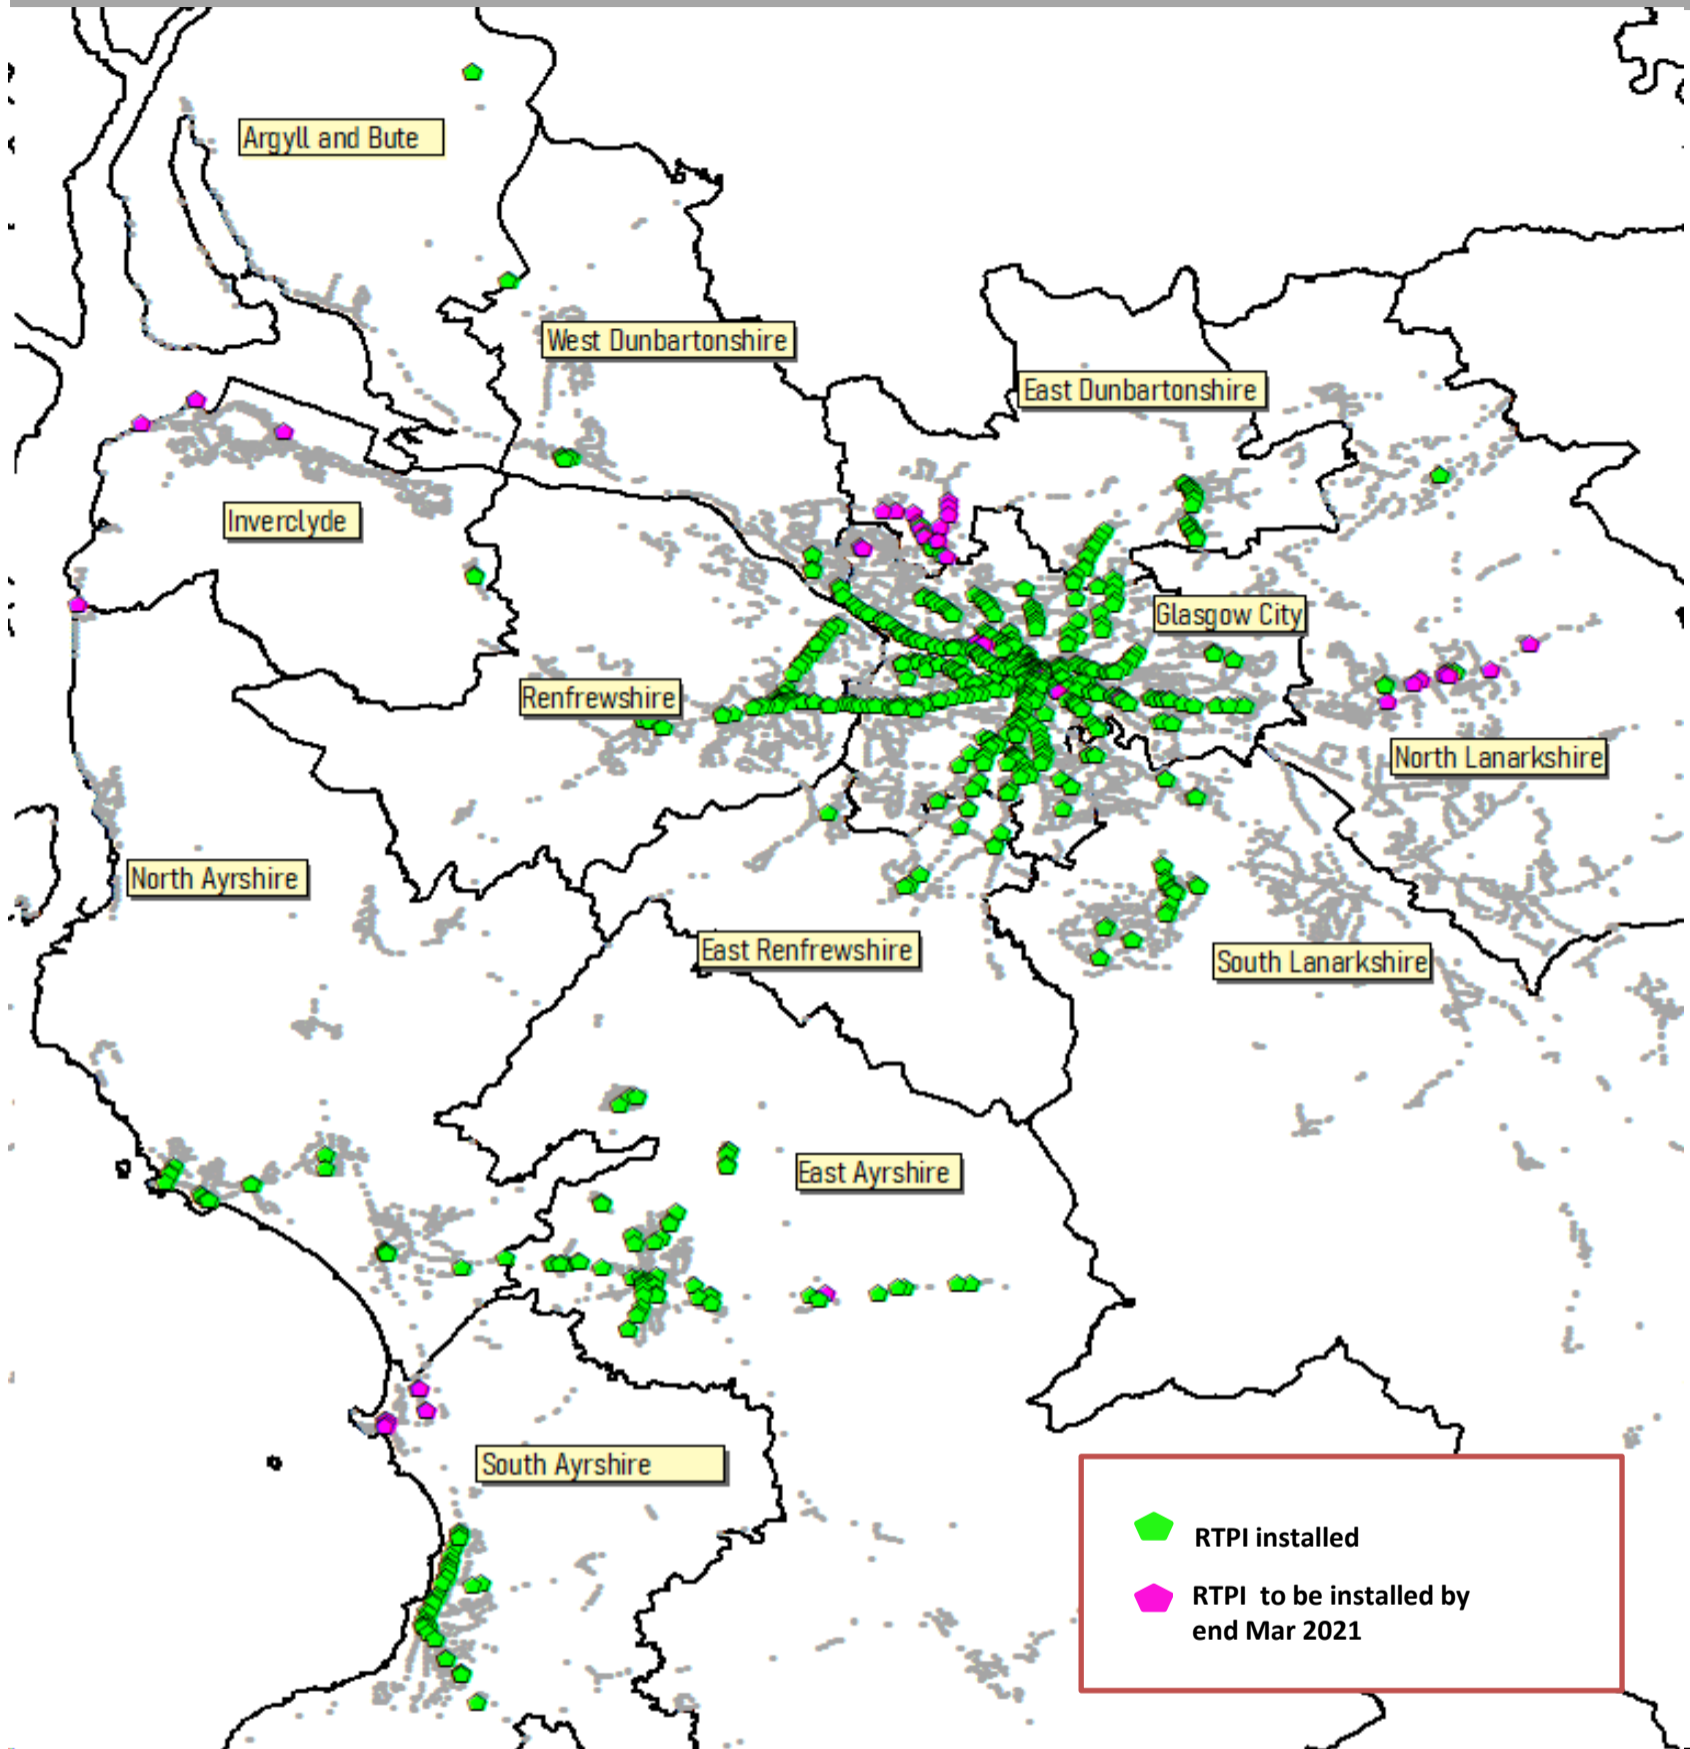 Argyll and Bute
West Dunbartonshire
East Dunbartonshire
Inverclyde
Glasgow City
Renfrewshire
North Lanarkshire
North Ayrshire
East Renfrewshire
South Lanarkshire
East Ayrshire
South Ayrshire
RTPI installed
RTPI to be installed by
end Mar 2021